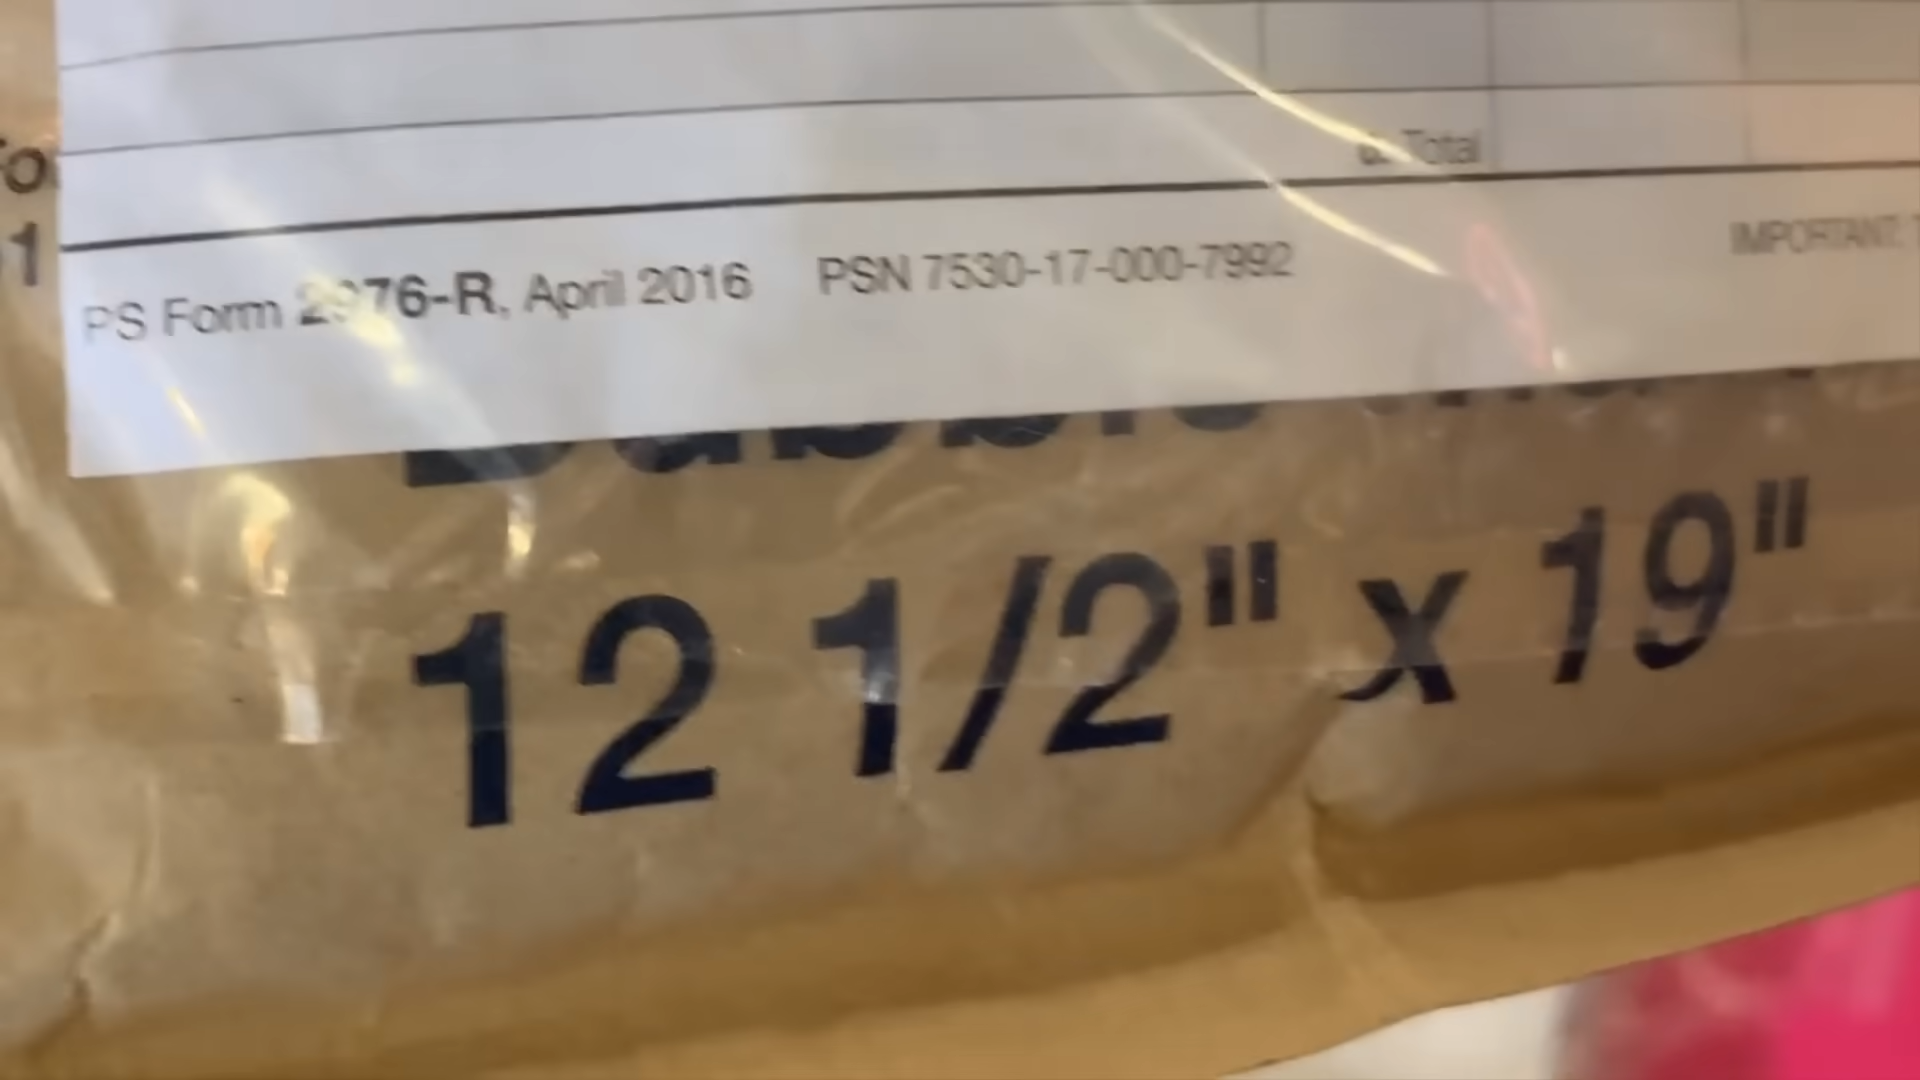 Total
PS Form 2976-R, April 2016 PSN 7530-17-000-7992
IMPORTANT:
12 1/2" x 19"